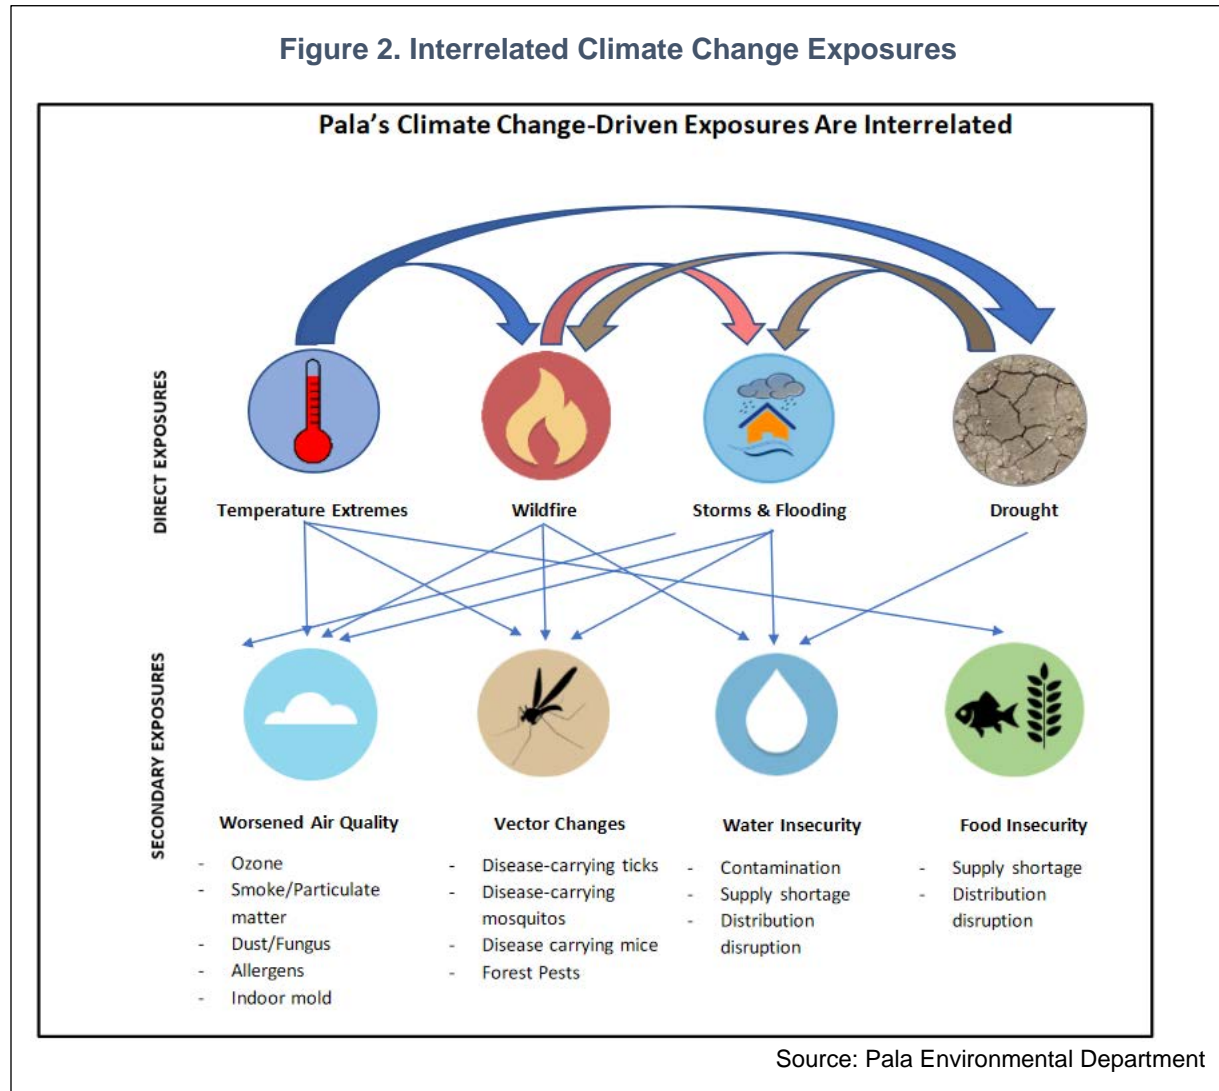 Figure 2. Interrelated Climate Change Exposures
Pala's Climate Change-Driven Exposures Are Interrelated
DIRECT EXPOSURES
Temperature Extremes
Wildfire
Storms & Flooding
Drought
SECONDARY EXPOSURES
Worsened Air Quality
- Ozone
- Smoke/Particulate
matter
- Dust/Fungus
- Allergens
- Indoor mold
Vector Changes
- Disease-carrying ticks
- Disease-carrying
mosquitos
- Disease carrying mice
- Forest Pests
Water Insecurity
- Contamination
- Supply shortage
- Distribution
disruption
Food Insecurity
- Supply shortage
- Distribution
disruption
Source: Pala Environmental Department